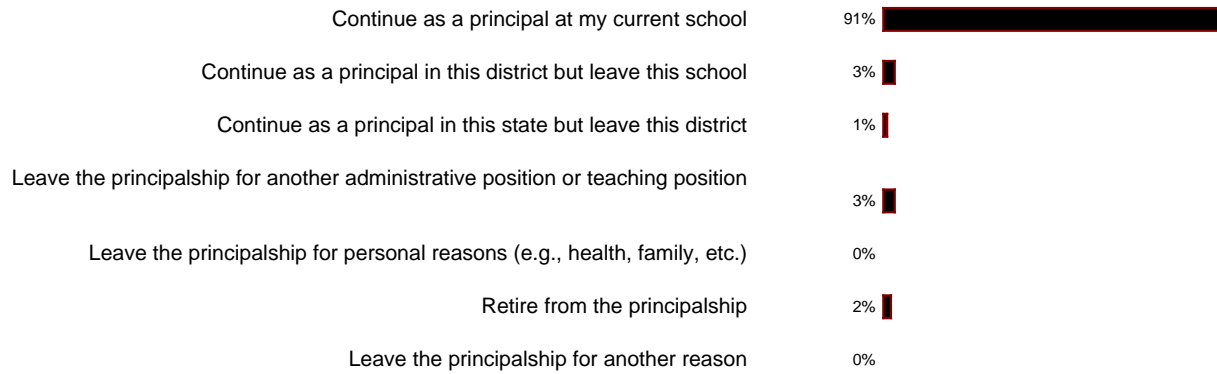 Continue as a principal at my current school 91%
Continue as a principal in this district but leave this school 3%
Continue as a principal in this state but leave this district 1%
Leave the principalship for another administrative position or teaching position 3%
Leave the principalship for personal reasons (e.g., health, family, etc.) 0%
Retire from the principalship 2%
Leave the principalship for another reason 0%